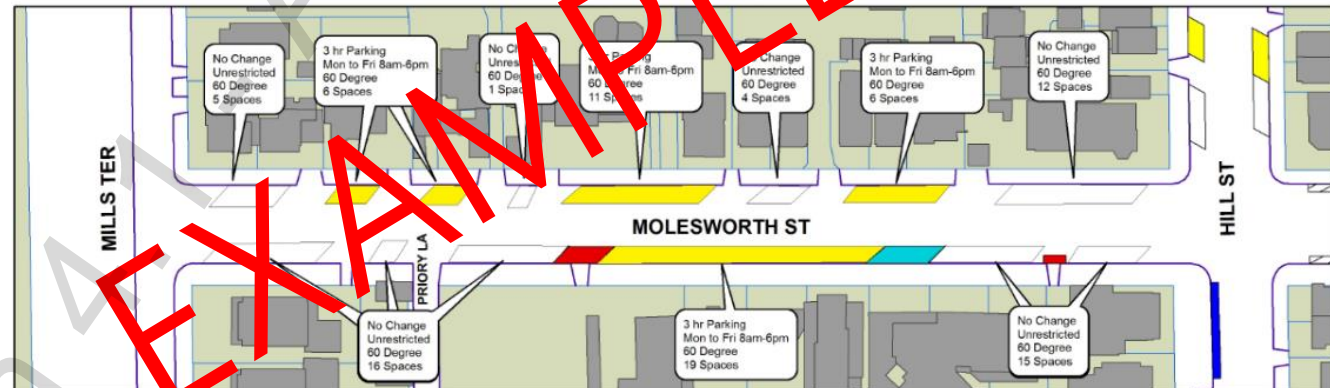 No Change
Unrestricted
60 Degree
5 Spaces
3 hr Parking
Mon to Fri 8am-6pm
60 Degree
6 Spaces
No
60
1
Mon to Fri 8am-6pm
60
11 Spaces
Unrestricted
60 Degree
4 Spaces
3 hr Parking
Mon to Fri 8am-6pm
60 Degree
6 Spaces
No Change
Unrestricted
60 Degree
12 Spaces
MILLS TER
MOLESWORTH ST
HILL ST
PRIORY LA
No Change
Unrestricted
60 Degree
16 Spaces
3 hr Parking
Mon to Fri 8am-6pm
60 Degree
19 Spaces
No Change
Unrestricted
60 Degree
15 Spaces